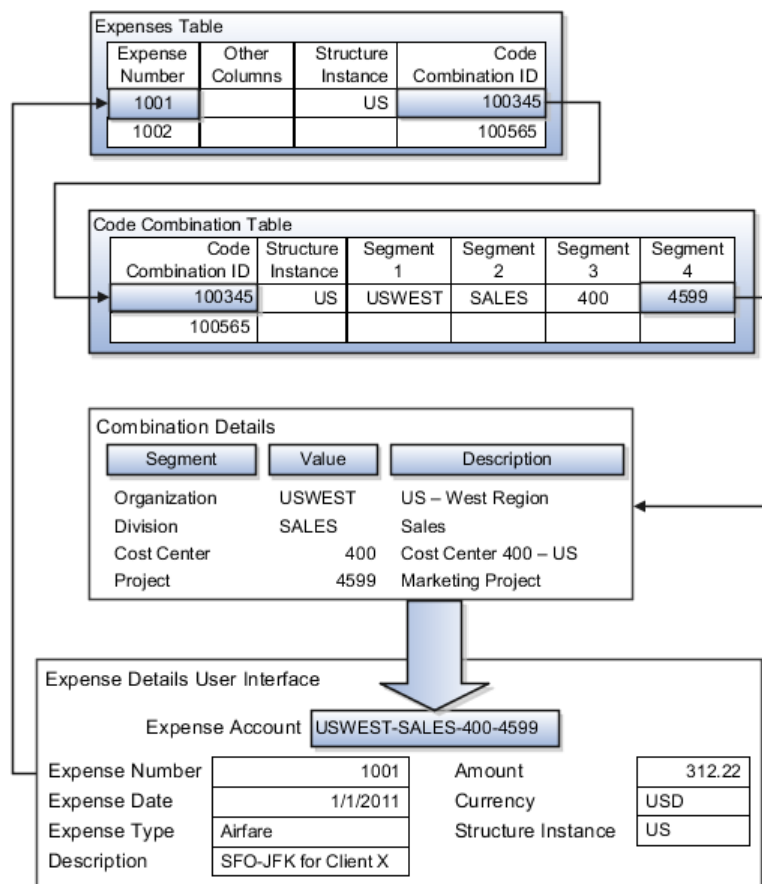 Expenses Table
Expense Number Other Columns Structure Instance Code Combination ID
1001 US 100345
1002 100565
Code Combination Table
Code Combination ID Structure Instance Segment 1 Segment 2 Segment 3 Segment 4
100345 US USWEST SALES 400 4599
100565
Combination Details
Segment Value Description
Organization USWEST US – West Region
Division SALES Sales
Cost Center 400 Cost Center 400 – US
Project 4599 Marketing Project
Expense Details User Interface
Expense Account USWEST-SALES-400-4599
Expense Number 1001 Amount 312.22
Expense Date 1/1/2011 Currency USD
Expense Type Airfare Structure Instance US
Description SFO-JFK for Client X